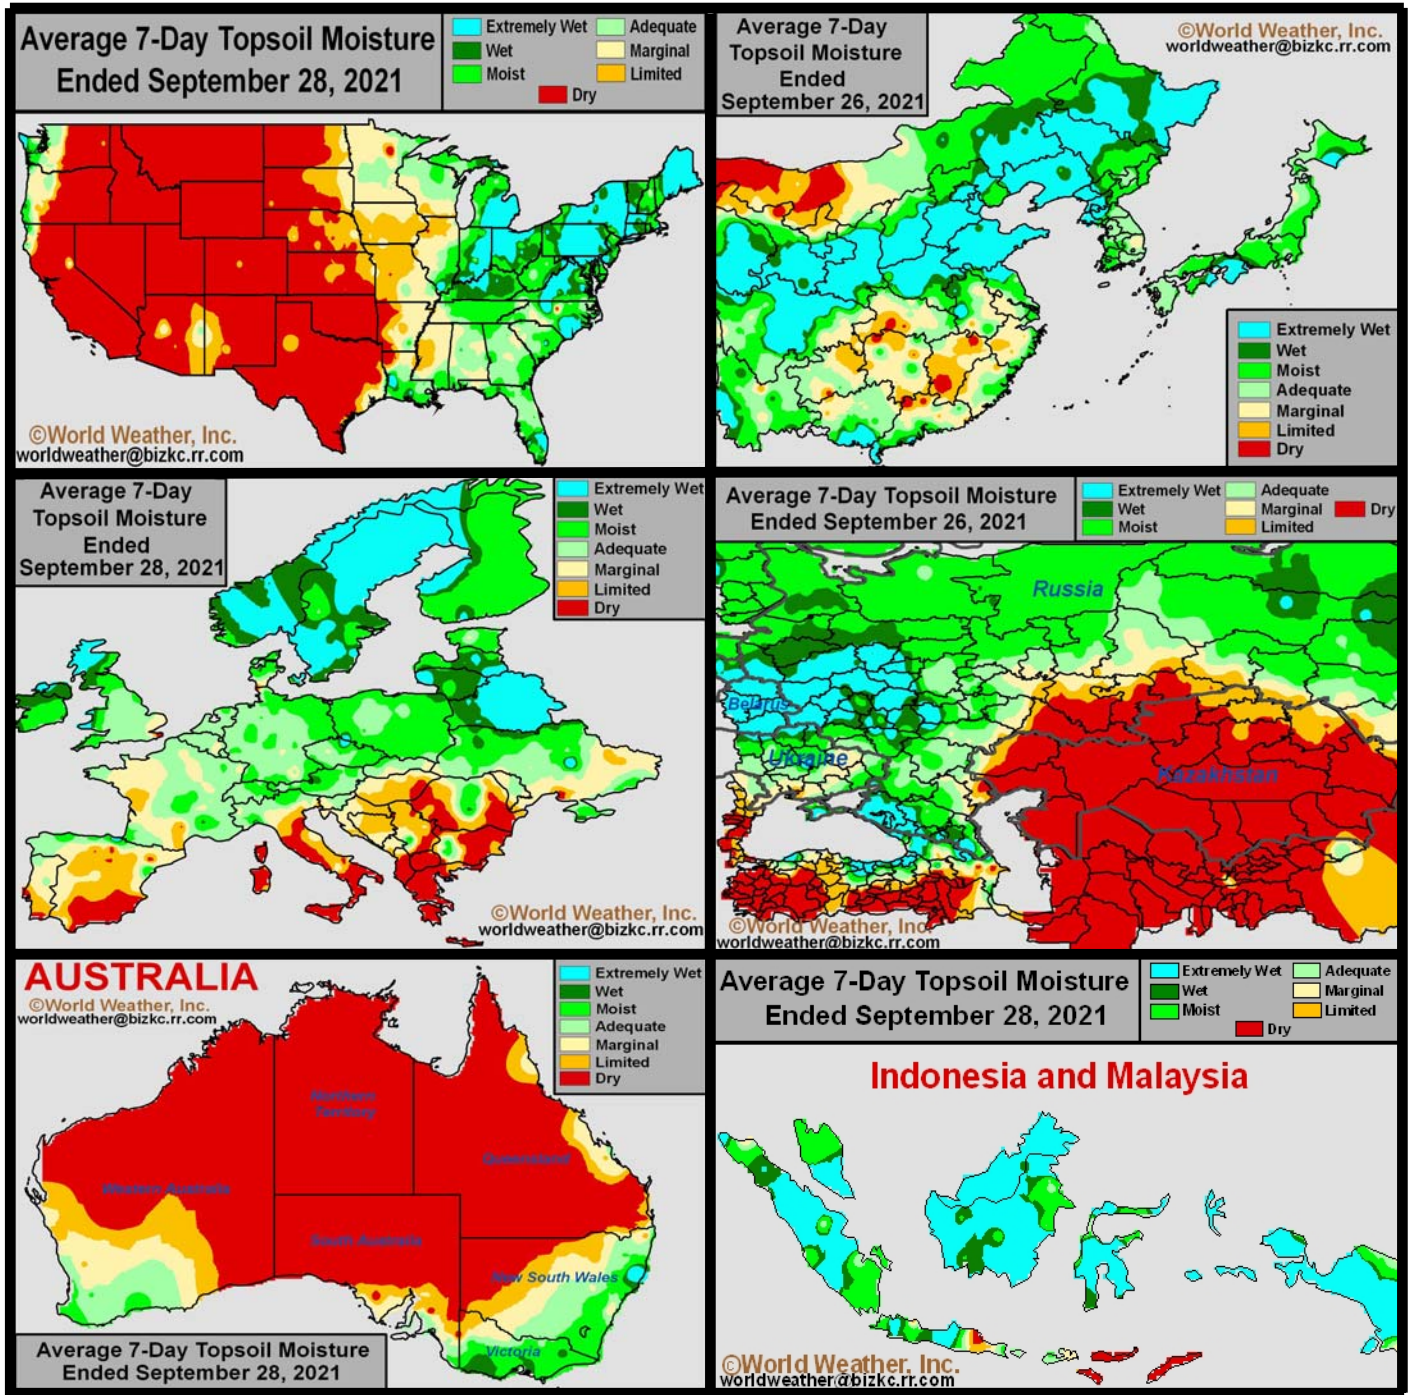 Average 7-Day Topsoil Moisture
Ended September 28, 2021
Extremely Wet
Wet
Moist
Adequate
Marginal
Limited
Dry
©World Weather, Inc.
worldweather@bizkc.rr.com
Average 7-Day
Topsoil Moisture
Ended
September 26, 2021
©World Weather, Inc.
worldweather@bizkc.rr.com
Extremely Wet
Wet
Moist
Adequate
Marginal
Limited
Dry
Average 7-Day
Topsoil Moisture
Ended
September 28, 2021
Extremely Wet
Wet
Moist
Adequate
Marginal
Limited
Dry
©World Weather, Inc.
worldweather@bizkc.rr.com
Average 7-Day Topsoil Moisture
Ended September 26, 2021
Extremely Wet
Wet
Moist
Adequate
Marginal
Limited
Dry
Russia
Belarus
Ukraine
Kazakhstan
©World Weather, Inc.
worldweather@bizkc.rr.com
AUSTRALIA
©World Weather, Inc.
worldweather@bizkc.rr.com
Extremely Wet
Wet
Moist
Adequate
Marginal
Limited
Dry
Northern
Territory
Queensland
Western Australia
South Australia
New South Wales
Victoria
Average 7-Day Topsoil Moisture
Ended September 28, 2021
Average 7-Day Topsoil Moisture
Ended September 28, 2021
Extremely Wet
Wet
Moist
Adequate
Marginal
Limited
Dry
Indonesia and Malaysia
©World Weather, Inc.
worldweather@bizkc.rr.com